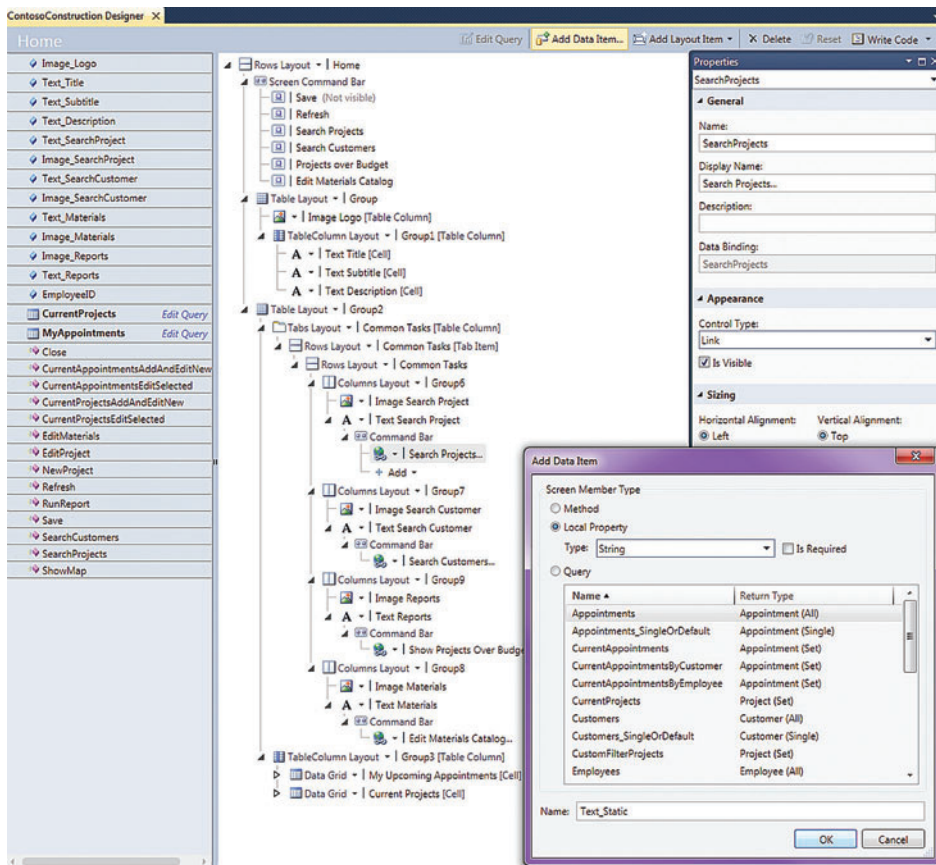 ContosoConstruction Designer X
Home
Edit Query Add Data Item... Add Layout Item Delete Reset Write Code
Image_Logo
Text_Title
Text_Subtitle
Text_Description
Text_SearchProject
Image_SearchProject
Text_SearchCustomer
Image_SearchCustomer
Text_Materials
Image_Materials
Image_Reports
Text_Reports
EmployeeID
CurrentProjects Edit Query
MyAppointments Edit Query
Close
CurrentAppointmentsAddAndEditNew
CurrentAppointmentsEditSelected
CurrentProjectsAddAndEditNew
CurrentProjectsEditSelected
EditMaterials
EditProject
NewProject
Refresh
RunReport
Save
SearchCustomers
SearchProjects
ShowMap
Rows Layout | Home
Screen Command Bar
| Save (Not visible)
| Refresh
| Search Projects
| Search Customers
| Projects over Budget
| Edit Materials Catalog
Table Layout | Group
| Image Logo [Table Column]
TableColumn Layout | Group1 [Table Column]
A | Text Title [Cell]
A | Text Subtitle [Cell]
A | Text Description [Cell]
Table Layout | Group2
Tabs Layout | Common Tasks [Table Column]
Rows Layout | Common Tasks [Tab Item]
Rows Layout | Common Tasks
Columns Layout | Group6
| Image Search Project
A | Text Search Project
Command Bar
| Search Projects...
+ Add
Columns Layout | Group7
| Image Search Customer
A | Text Search Customer
Command Bar
| Search Customers...
Columns Layout | Group9
| Image Reports
A | Text Reports
Command Bar
| Show Projects Over Budge
Columns Layout | Group8
| Image Materials
A | Text Materials
Command Bar
| Edit Materials Catalog...
TableColumn Layout | Group3 [Table Column]
Data Grid | My Upcoming Appointments [Cell]
Data Grid | Current Projects [Cell]
Properties
SearchProjects
General
Name:
SearchProjects
Display Name:
Search Projects...
Description:
Data Binding:
SearchProjects
Appearance
Control Type:
Link
Is Visible
Sizing
Horizontal Alignment: Vertical Alignment:
Left Top
Add Data Item
Screen Member Type
Method
Local Property
Type: String Is Required
Query
Name Return Type
Appointments Appointment (All)
Appointments_SingleOrDefault Appointment (Single)
CurrentAppointments Appointment (Set)
CurrentAppointmentsByCustomer Appointment (Set)
CurrentAppointmentsByEmployee Appointment (Set)
CurrentProjects Project (Set)
Customers Customer (All)
Customers_SingleOrDefault Customer (Single)
CustomFilterProjects Project (Set)
Employees Employee (All)
Name: Text_Static
OK Cancel